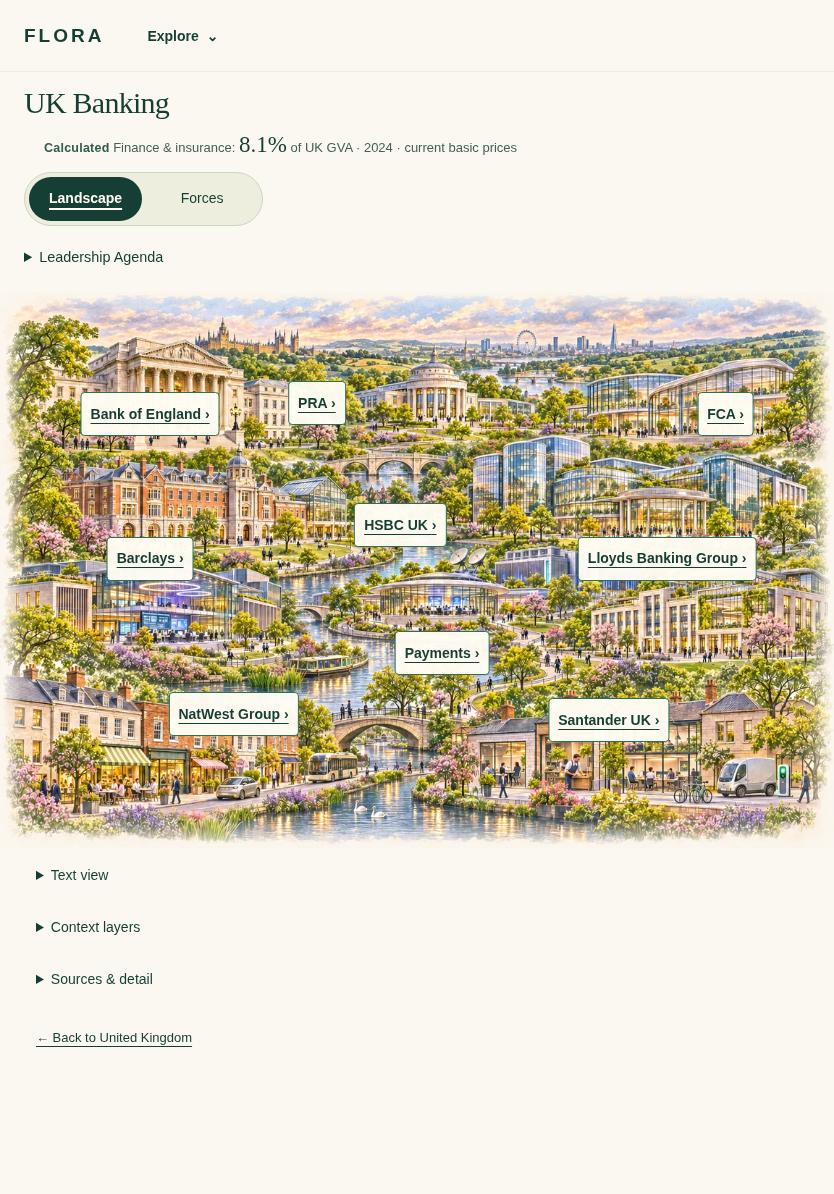 FLORA
Explore ⌄
UK Banking
Calculated Finance & insurance: 8.1% of UK GVA · 2024 · current basic prices
Landscape
Forces
▶ Leadership Agenda
PRA ›
Bank of England ›
FCA ›
HSBC UK ›
Barclays ›
Lloyds Banking Group ›
Payments ›
NatWest Group ›
Santander UK ›
▶ Text view
▶ Context layers
▶ Sources & detail
← Back to United Kingdom